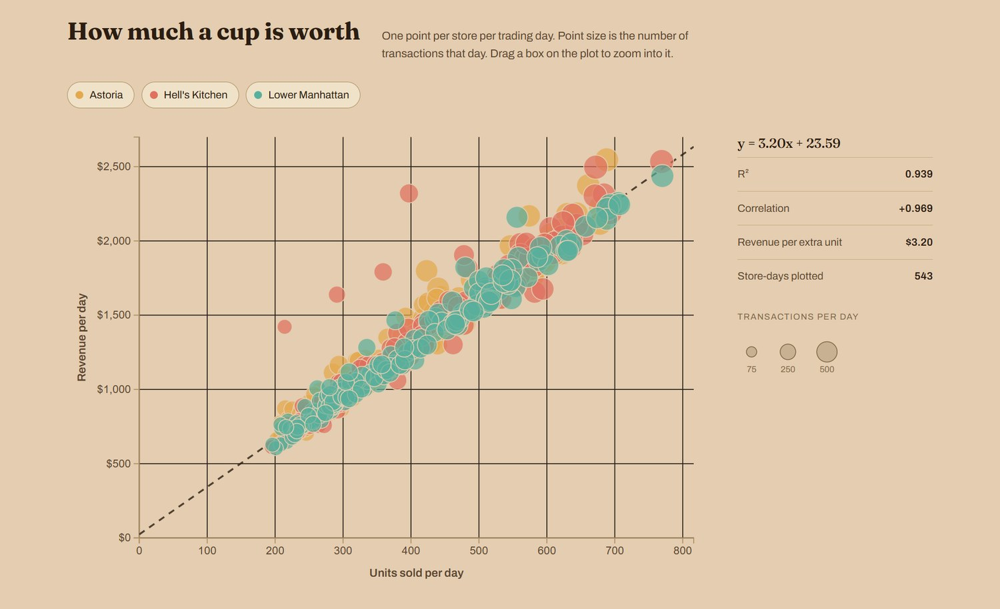 How much a cup is worth
One point per store per trading day. Point size is the number of
transactions that day. Drag a box on the plot to zoom into it.
Astoria
Hell's Kitchen
Lower Manhattan
Revenue per day
$2,500
$2,000
$1,500
$1,000
$500
$0
0 100 200 300 400 500 600 700 800
Units sold per day
y = 3.20x + 23.59
R² 0.939
Correlation +0.969
Revenue per extra unit $3.20
Store-days plotted 543
TRANSACTIONS PER DAY
75 250 500